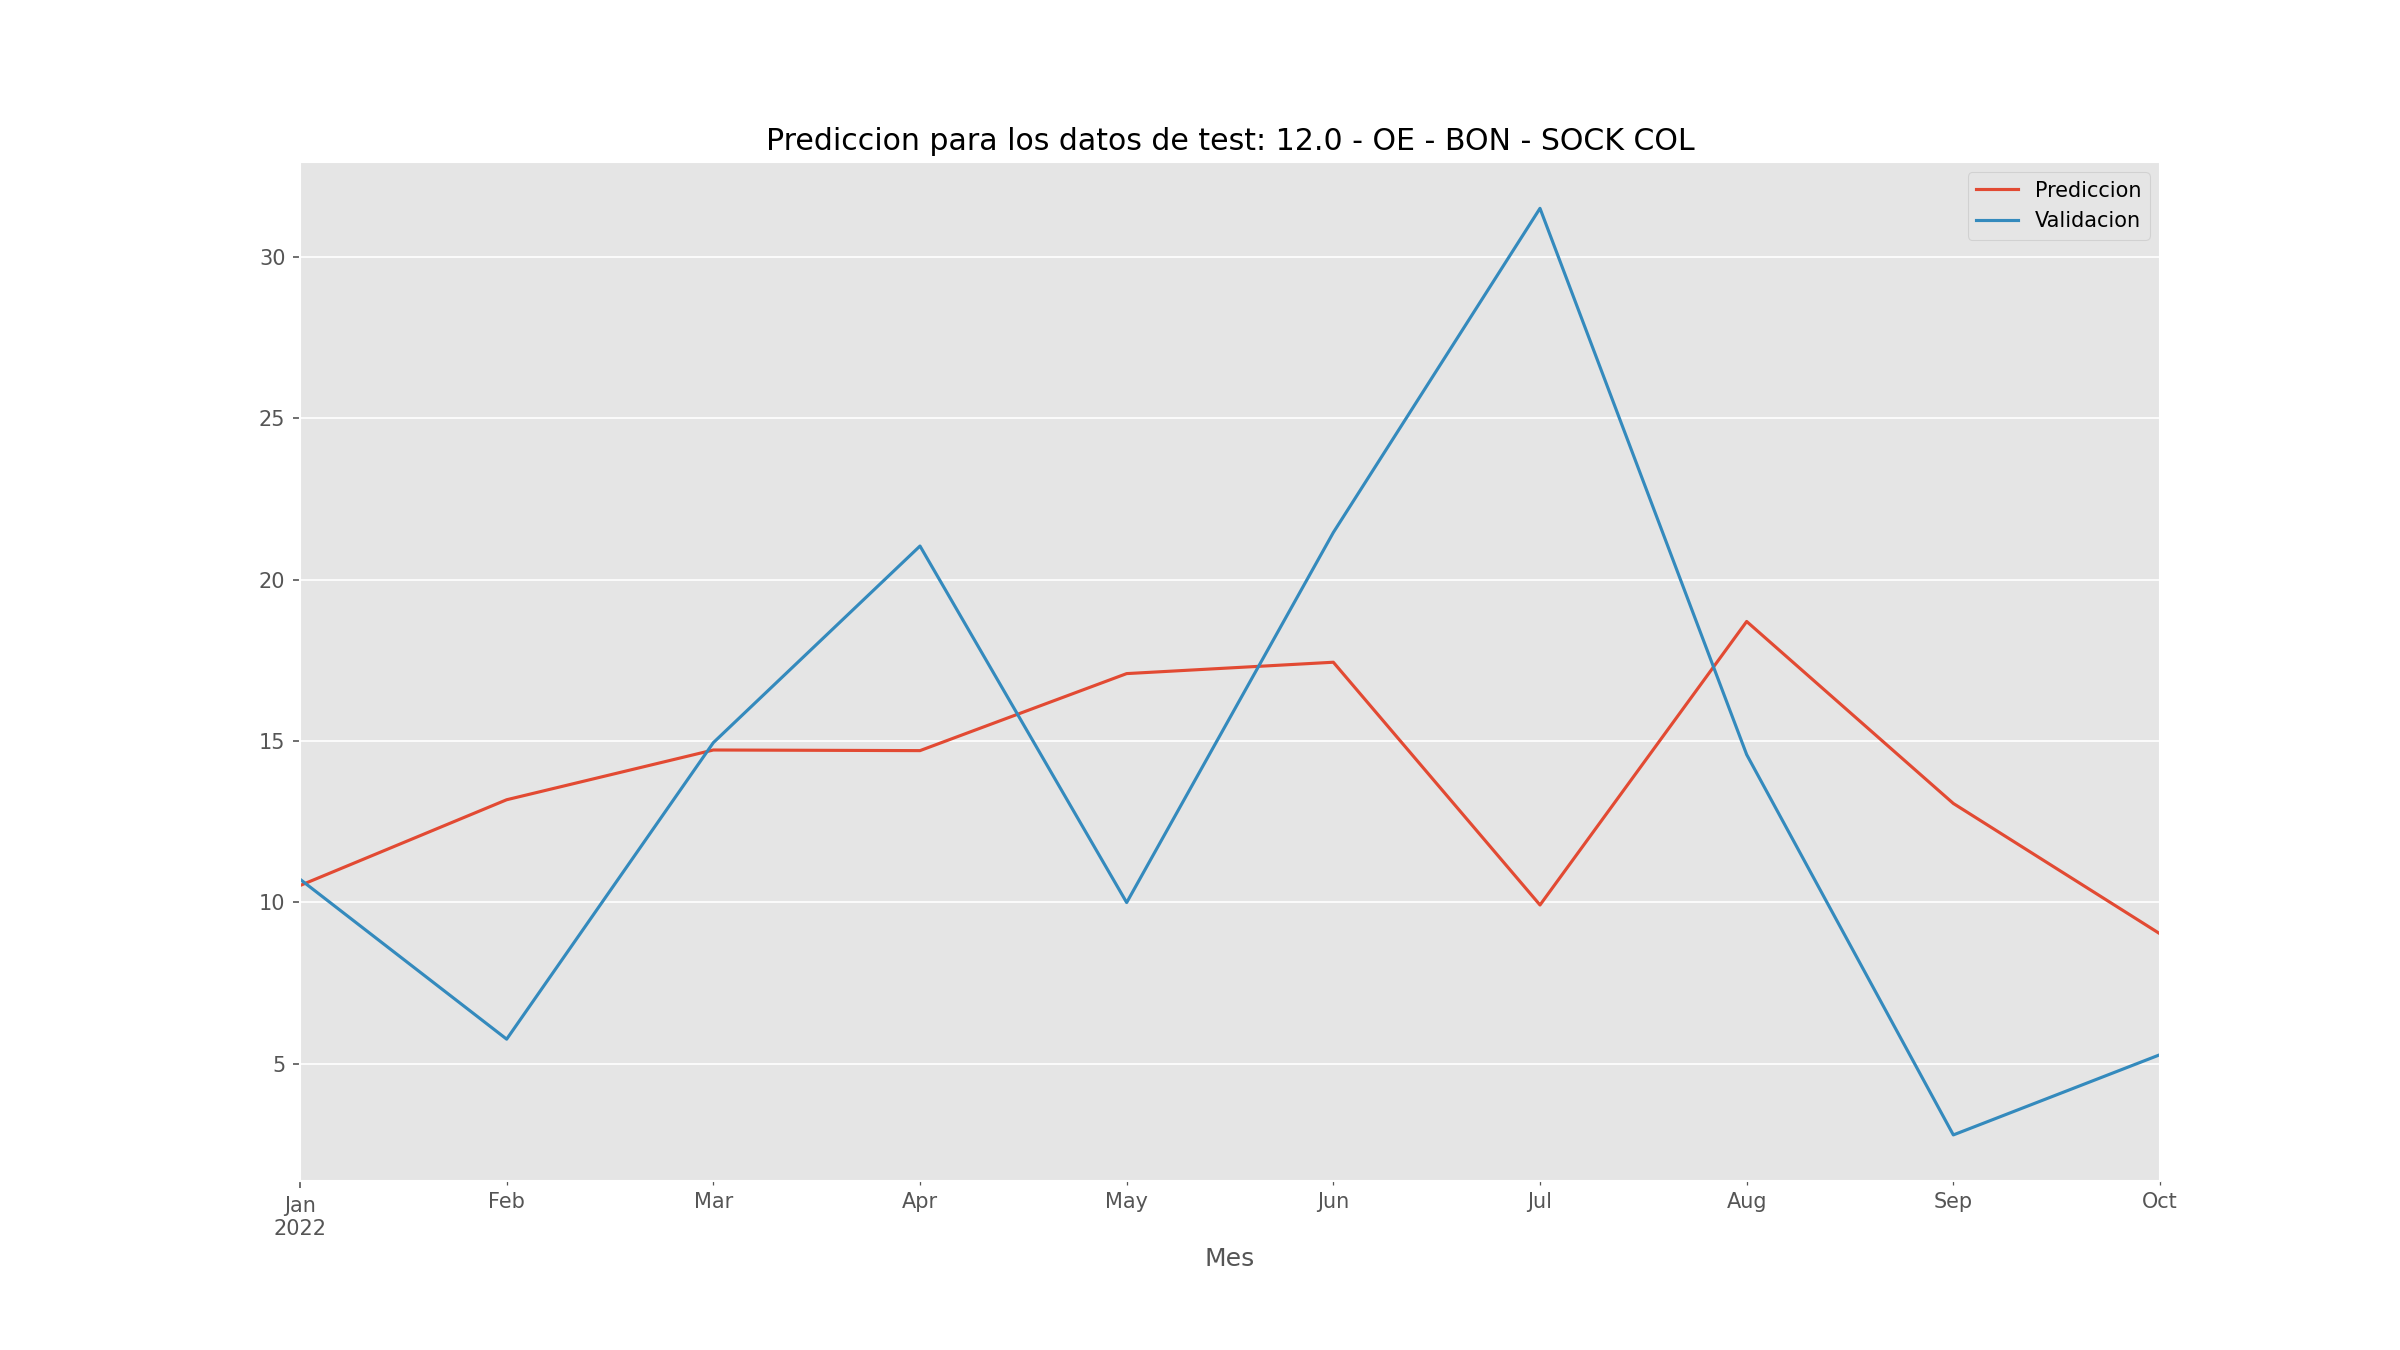 Prediccion para los datos de test: 12.0 - OE - BON - SOCK COL
Prediccion
Validacion
30
25
20
15
10
5
Jan
2022
Feb
Mar
Apr
May
Jun
Jul
Aug
Sep
Oct
Mes